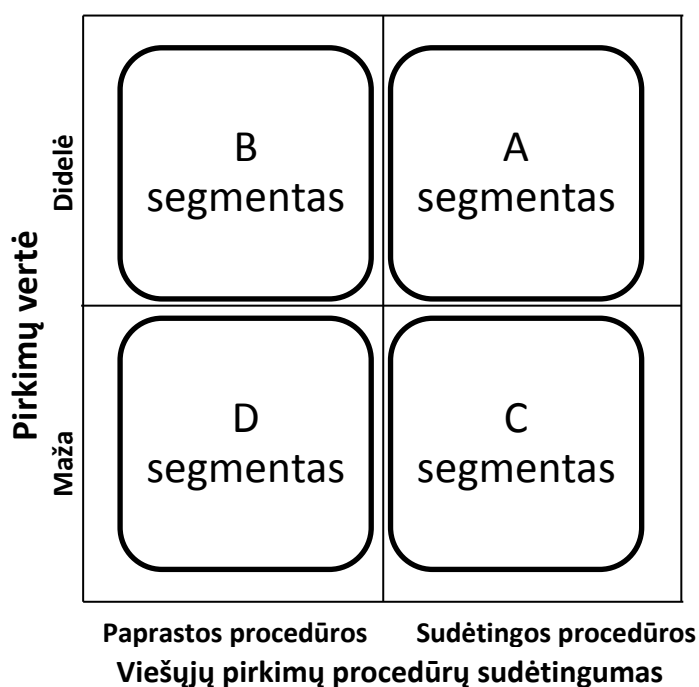 Pirkimų vertė
Didelė
Maža
B
segmentas
A
segmentas
D
segmentas
C
segmentas
Paprastos procedūros
Sudėtingos procedūros
Viešųjų pirkimų procedūrų sudėtingumas